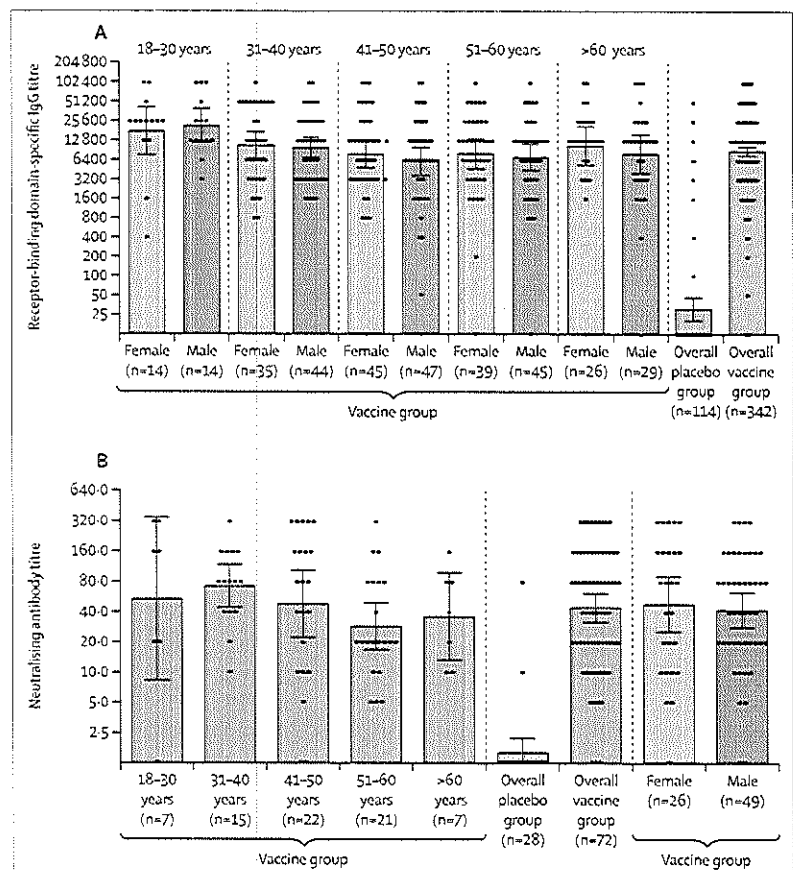 A
18–30 years 31–40 years 41–50 years 51–60 years >60 years
Receptor-binding domain-specific IgG titre
204 800
102 400
51 200
25 600
12 800
6400
3200
1600
800
400
200
100
50
25
Female Male Female Male Female Male Female Male Female Male Overall Overall
(n=14) (n=14) (n=35) (n=44) (n=45) (n=47) (n=39) (n=45) (n=26) (n=29) placebo vaccine
group group
(n=114) (n=342)
Vaccine group
B
Neutralising antibody titre
640·0
320·0
160·0
80·0
40·0
20·0
10·0
5·0
2·5
18–30 31–40 41–50 51–60 >60 Overall Overall Female Male
years years years years years placebo vaccine (n=26) (n=49)
(n=7) (n=15) (n=22) (n=21) (n=7) group group
(n=28) (n=72)
Vaccine group Vaccine group